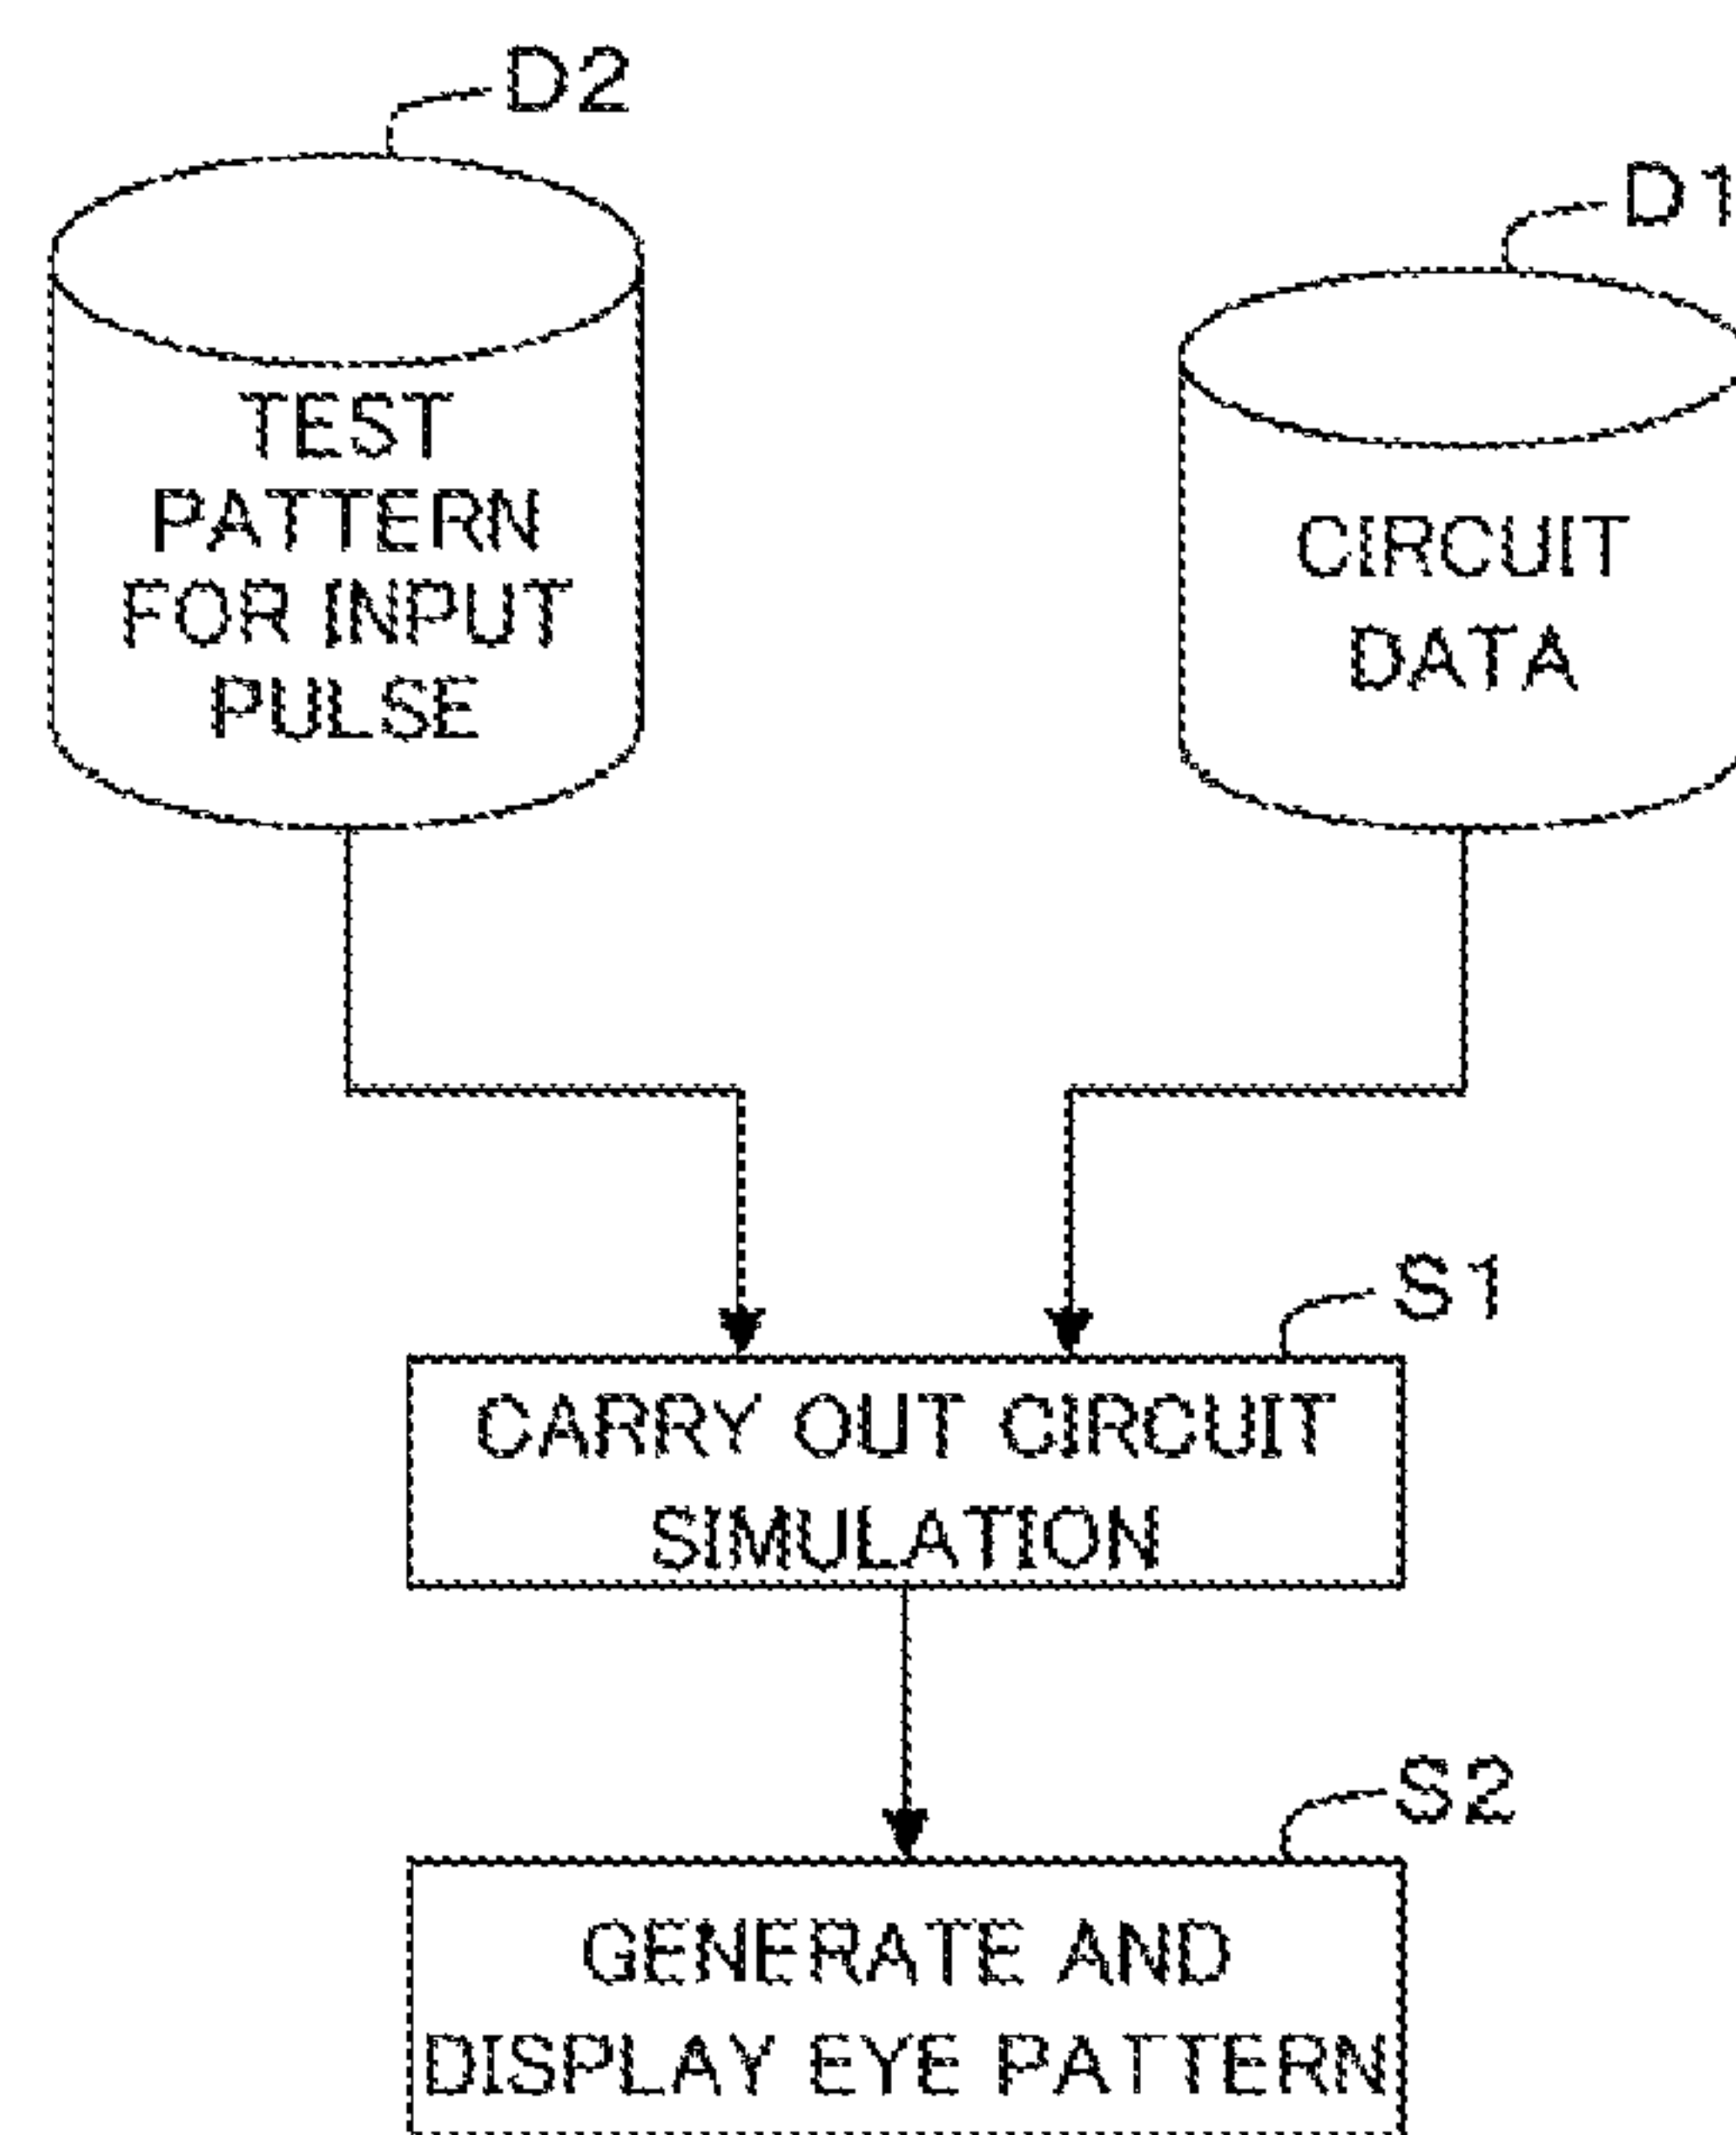 D2
D1
TEST
PATTERN
FOR INPUT
PULSE
CIRCUIT
DATA
S1
CARRY OUT CIRCUIT
SIMULATION
S2
GENERATE AND
DISPLAY EYE PATTERN